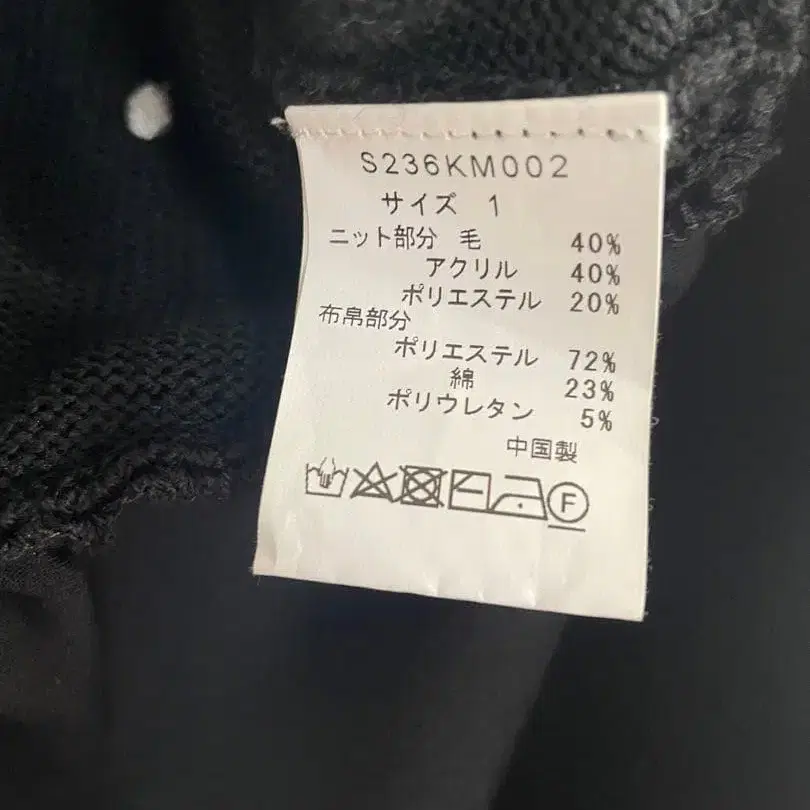 S236KM002
サイズ 1
ニット部分 毛 40%
アクリル 40%
ポリエステル 20%
布帛部分
ポリエステル 72%
綿 23%
ポリウレタン 5%
中国製
F